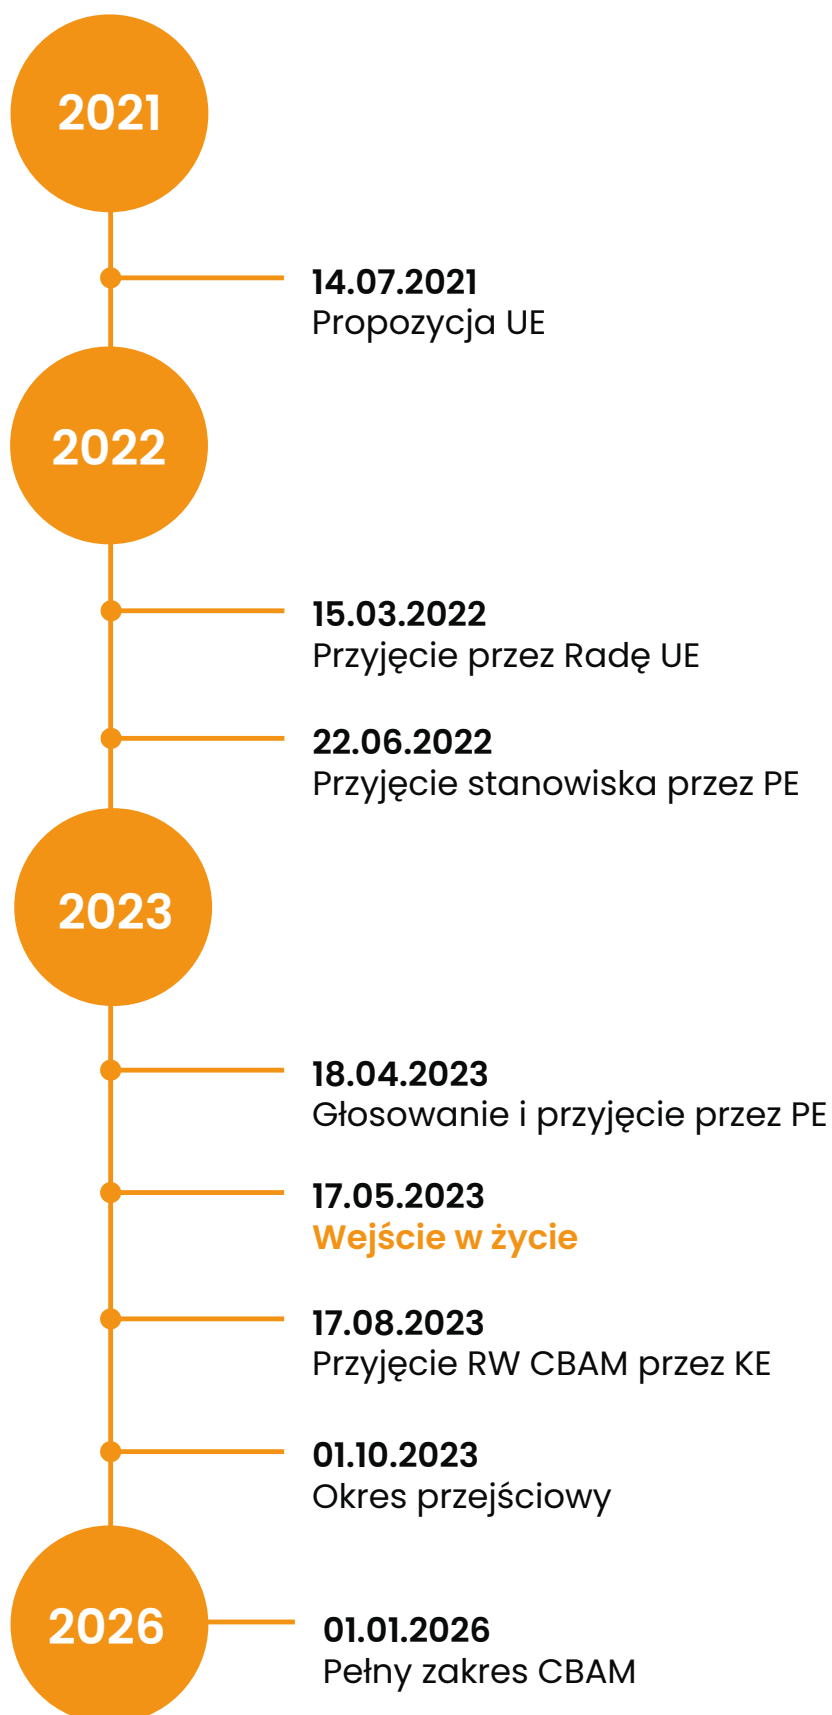 2021
14.07.2021
Propozycja UE
2022
15.03.2022
Przyjęcie przez Radę UE
22.06.2022
Przyjęcie stanowiska przez PE
2023
18.04.2023
Głosowanie i przyjęcie przez PE
17.05.2023
Wejście w życie
17.08.2023
Przyjęcie RW CBAM przez KE
01.10.2023
Okres przejściowy
2026
01.01.2026
Pełny zakres CBAM